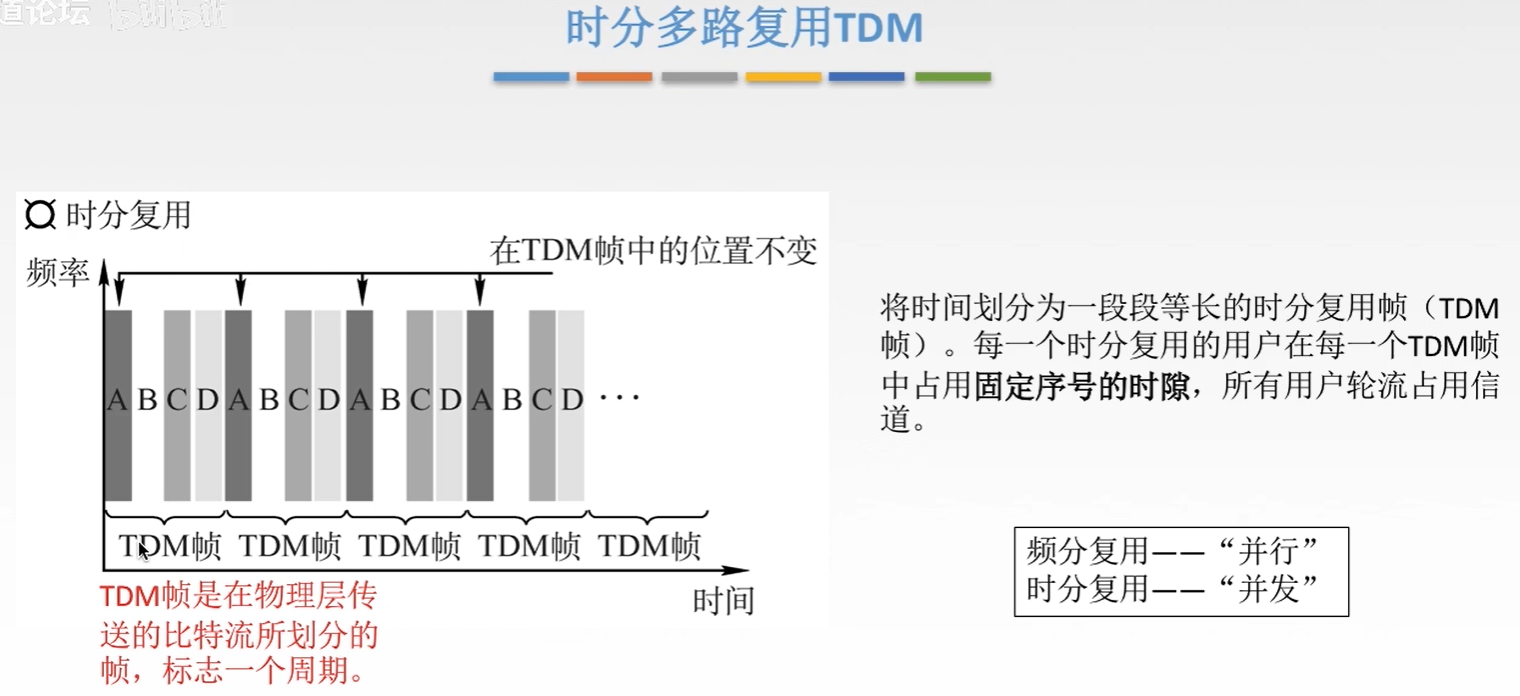 道论坛 bilibili
时分多路复用TDM
时分复用
在TDM帧中的位置不变
频率
A B C D A B C D A B C D A B C D ···
TDM帧 TDM帧 TDM帧 TDM帧 TDM帧
时间
TDM帧是在物理层传
送的比特流所划分的
帧，标志一个周期。
将时间划分为一段段等长的时分复用帧（TDM
帧）。每一个时分复用的用户在每一个TDM帧
中占用固定序号的时隙，所有用户轮流占用信
道。
频分复用——“并行”
时分复用——“并发”